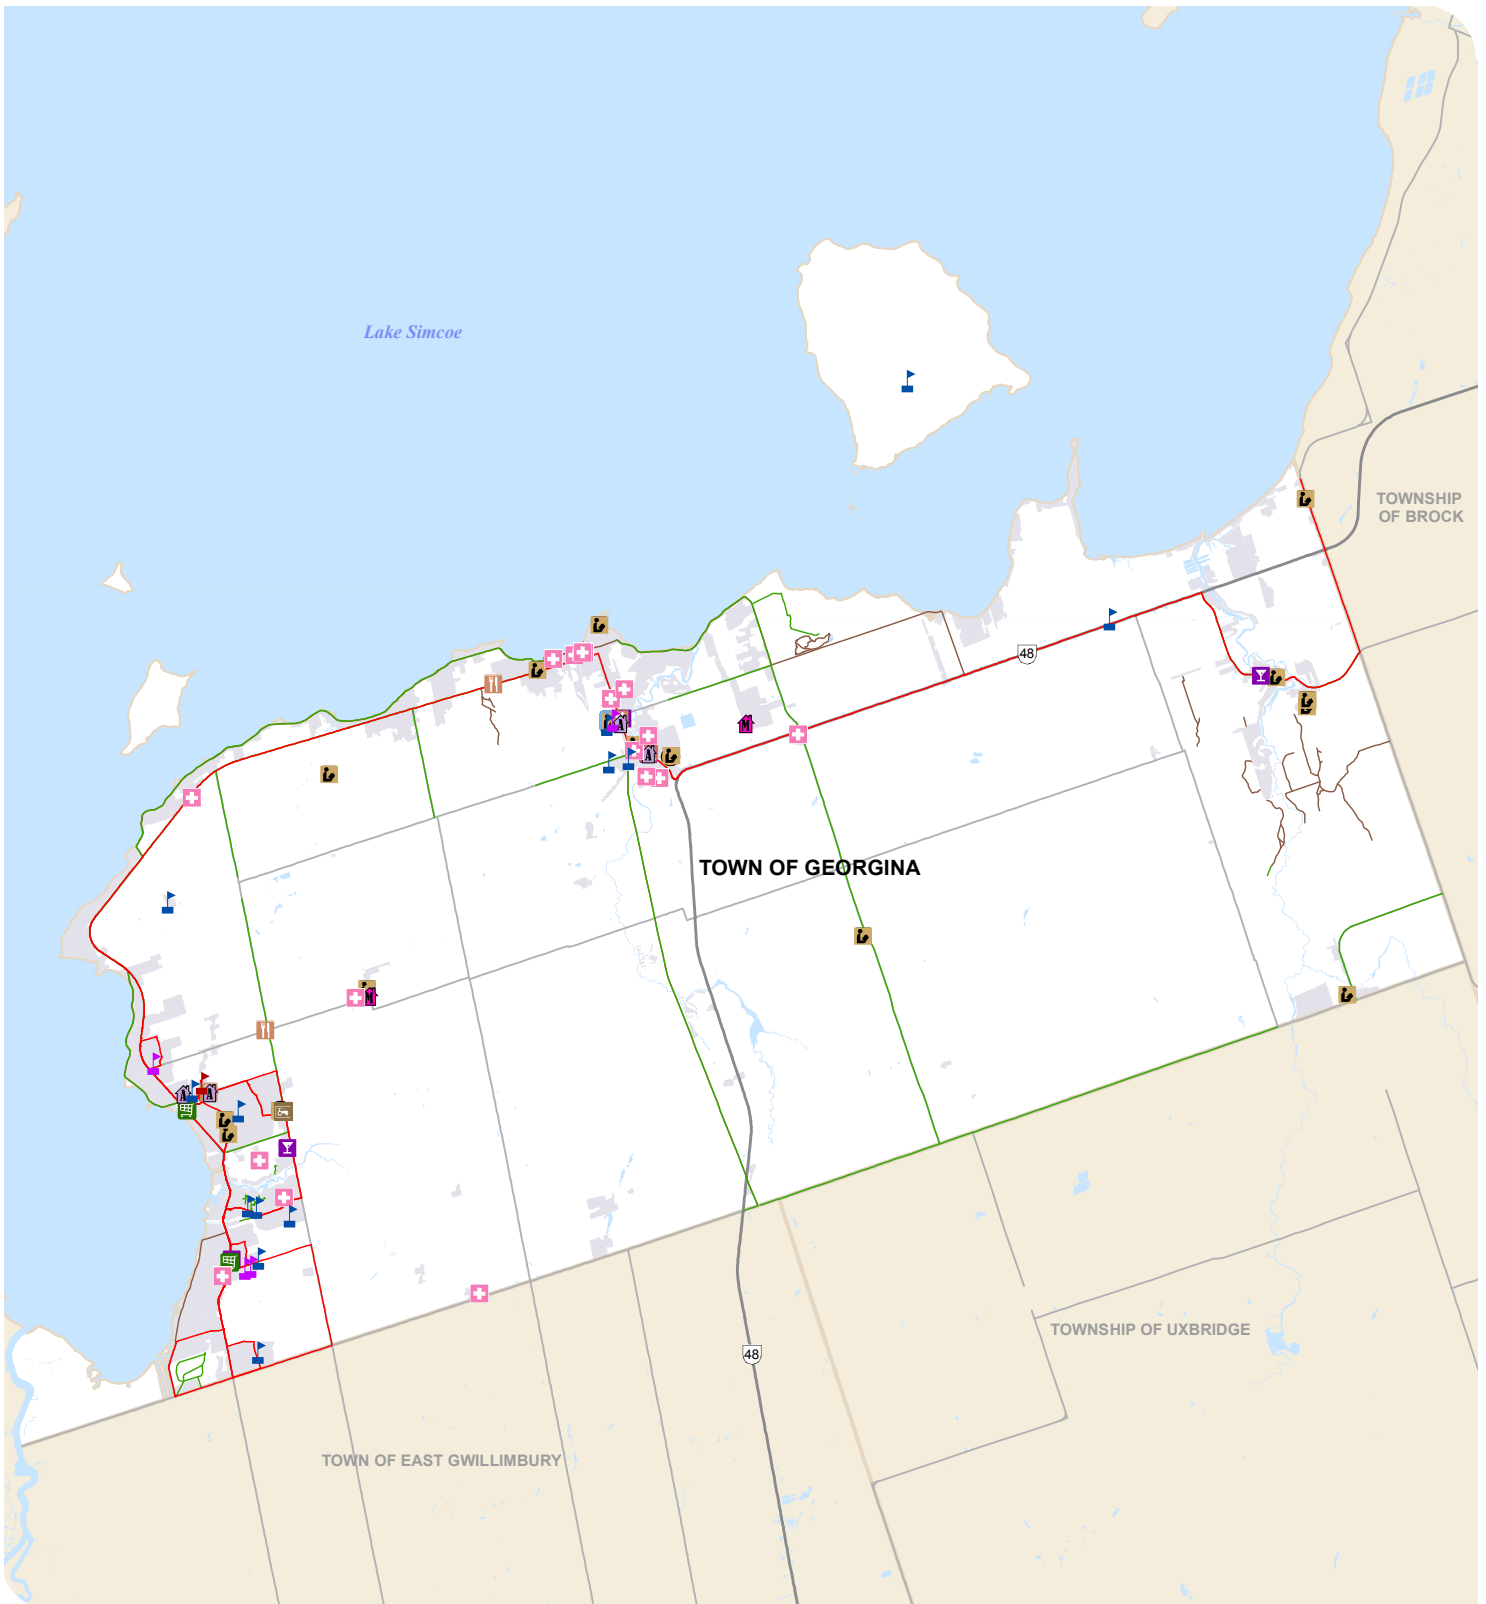 Lake Simcoe
TOWNSHIP
OF BROCK
48
M
A
A
TOWN OF GEORGINA
M
A
A
48
TOWNSHIP OF UXBRIDGE
TOWN OF EAST GWILLIMBURY